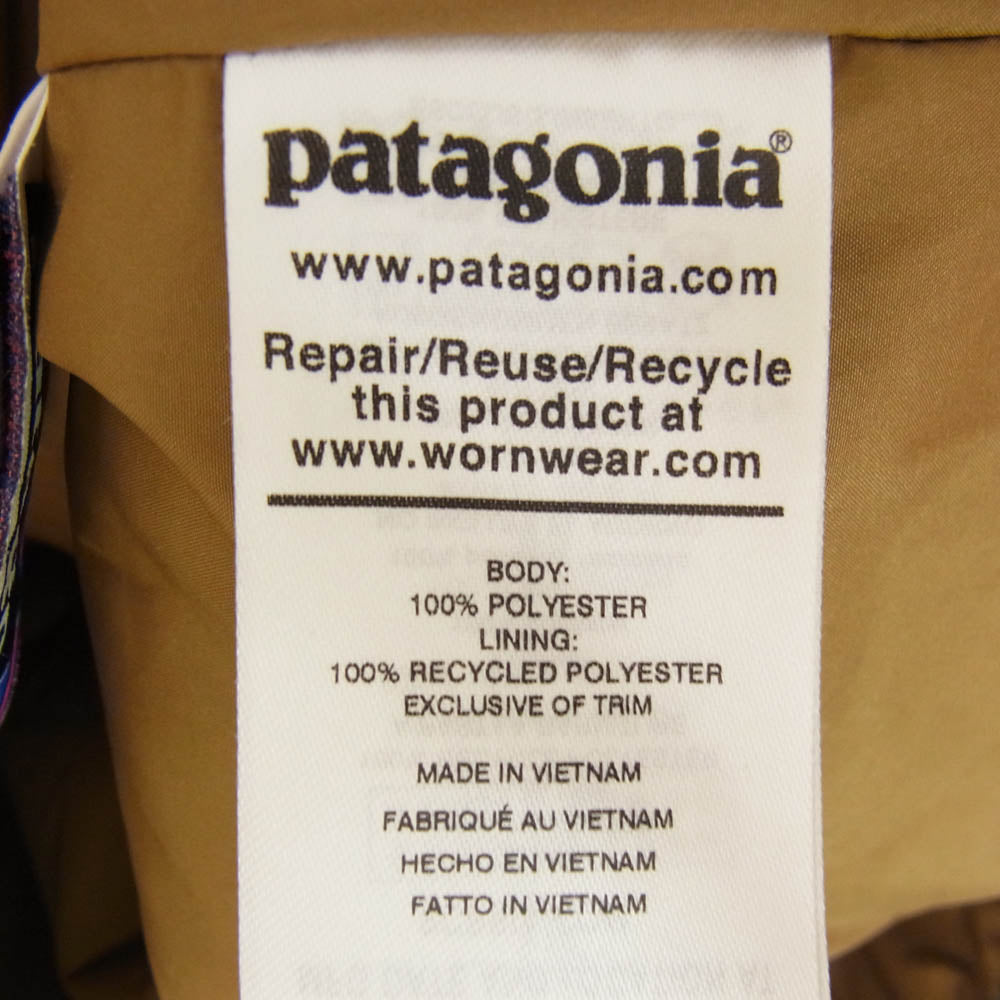 patagonia®
www.patagonia.com
Repair/Reuse/Recycle
this product at
www.wornwear.com
BODY:
100% POLYESTER
LINING:
100% RECYCLED POLYESTER
EXCLUSIVE OF TRIM
MADE IN VIETNAM
FABRIQUÉ AU VIETNAM
HECHO EN VIETNAM
FATTO IN VIETNAM